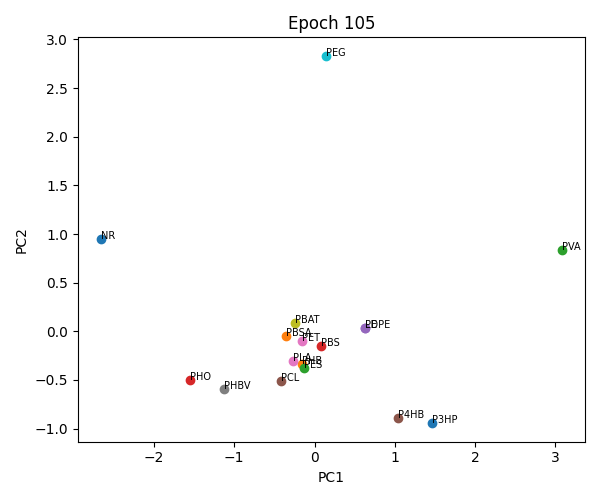 Epoch 105
3.0
2.5
2.0
1.5
1.0
0.5
0.0
−0.5
−1.0
PC2
PEG
NR
PVA
PBAT
PBSA
PET
PBS
PLA
PES
PHO
PHBV
PCL
P4HB
P3HP
−2
−1
0
1
2
3
PC1